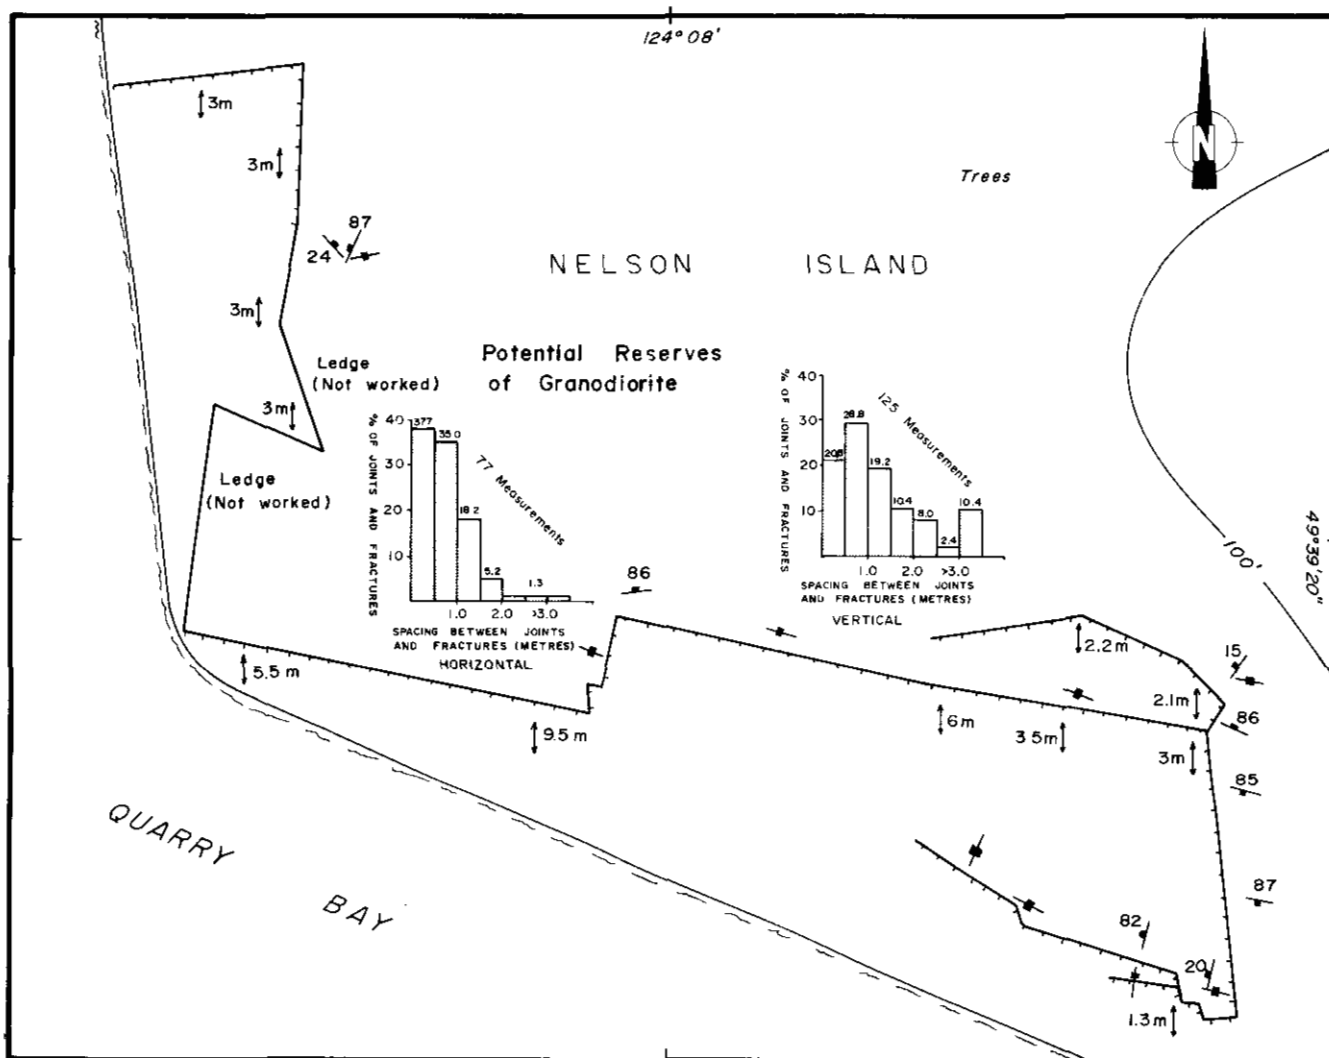 124° 08'
3m
3m
N
Trees
87
24
NELSON ISLAND
3m
Potential Reserves
of Granodiorite
Ledge
(Not worked)
3m
Ledge
(Not worked)
% OF JOINTS AND FRACTURES
40
30
20
10
37.7
35.0
18.2
5.2
1.3
77 Measurements
1.0 2.0 >3.0
SPACING BETWEEN JOINTS
AND FRACTURES (METRES)
HORIZONTAL
% OF JOINTS AND FRACTURES
40
30
20
10
20.8
28.8
19.2
10.4
8.0
2.4
10.4
125 Measurements
1.0 2.0 >3.0
SPACING BETWEEN JOINTS
AND FRACTURES (METRES)
VERTICAL
100'
49° 39' 20"
86
5.5 m
9.5 m
2.2m
15
2.1m
6m
3.5m
86
3m
85
QUARRY
BAY
87
82
20
1.3m